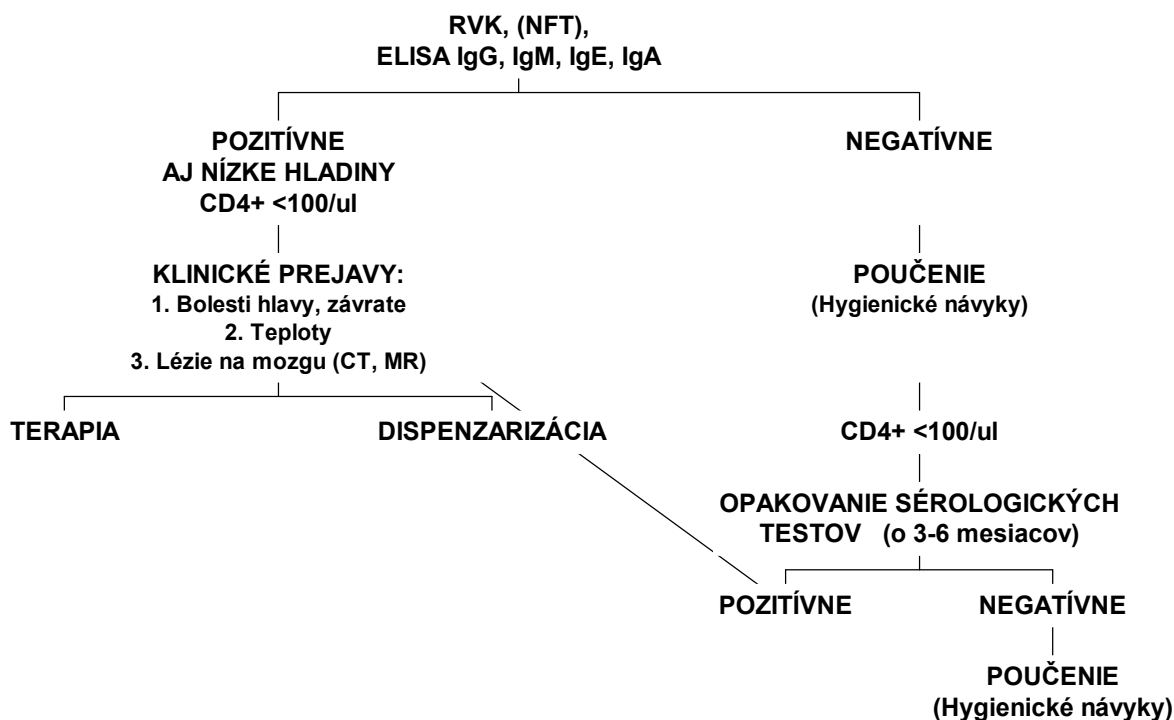 RVK, (NFT),
ELISA IgG, IgM, IgE, IgA
POZITÍVNE
AJ NÍZKE HLADINY
CD4+ <100/ul
NEGATÍVNE
KLINICKÉ PREJAVY:
1. Bolesti hlavy, závrate
2. Teploty
3. Lézie na mozgu (CT, MR)
POUČENIE
(Hygienické návyky)
TERAPIA
DISPENZARIZÁCIA
CD4+ <100/ul
OPAKOVANIE SÉROLOGICKÝCH
TESTOV (o 3-6 mesiacov)
POZITÍVNE
NEGATÍVNE
POUČENIE
(Hygienické návyky)